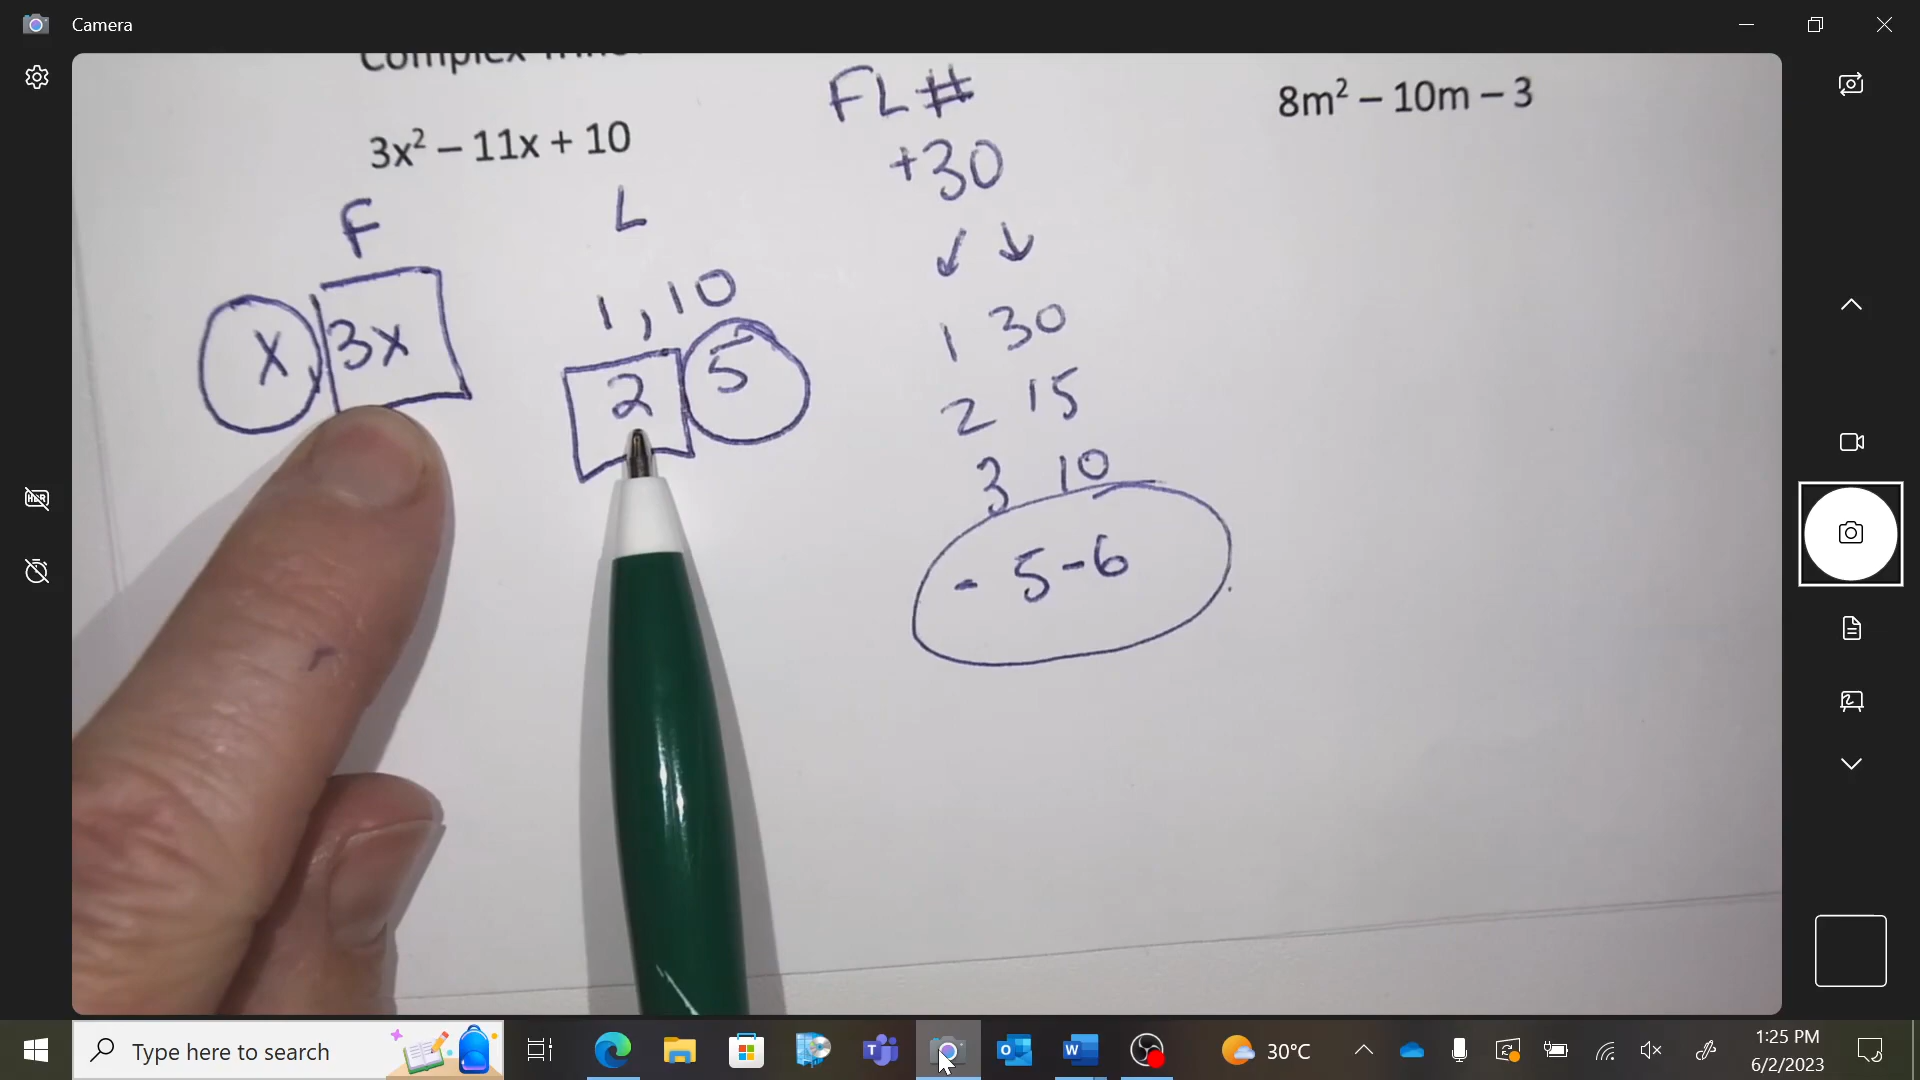 Camera
Complex
3x² – 11x + 10
FL #
8m² – 10m – 3
+30
F
L
x 3x
1, 10
2 5
1 30
2 15
3 10
- 5 - 6
Type here to search
30°C
1:25 PM
6/2/2023